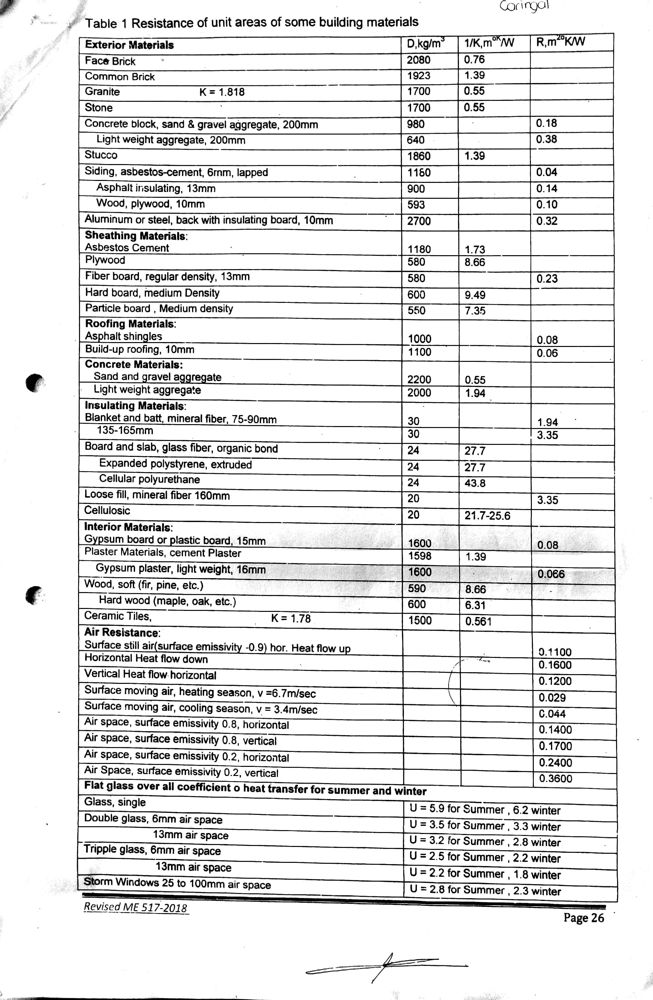 Caringal
Table 1 Resistance of unit areas of some building materials
Exterior Materials D,kg/m³ 1/K,m°ᴷ/W R,m²°K/W
Face Brick 2080 0.76
Common Brick 1923 1.39
Granite K = 1.818 1700 0.55
Stone 1700 0.55
Concrete block, sand & gravel aggregate, 200mm 980 0.18
Light weight aggregate, 200mm 640 0.38
Stucco 1860 1.39
Siding, asbestos-cement, 6mm, lapped 1160 0.04
Asphalt insulating, 13mm 900 0.14
Wood, plywood, 10mm 593 0.10
Aluminum or steel, back with insulating board, 10mm 2700 0.32
Sheathing Materials:
Asbestos Cement 1180 1.73
Plywood 580 8.66
Fiber board, regular density, 13mm 580 0.23
Hard board, medium Density 600 9.49
Particle board , Medium density 550 7.35
Roofing Materials:
Asphalt shingles 1000 0.08
Build-up roofing, 10mm 1100 0.06
Concrete Materials:
Sand and gravel aggregate 2200 0.55
Light weight aggregate 2000 1.94
Insulating Materials:
Blanket and batt, mineral fiber, 75-90mm 30 1.94
135-165mm 30 3.35
Board and slab, glass fiber, organic bond 24 27.7
Expanded polystyrene, extruded 24 27.7
Cellular polyurethane 24 43.8
Loose fill, mineral fiber 160mm 20 3.35
Cellulosic 20 21.7-25.6
Interior Materials:
Gypsum board or plastic board, 15mm 1600 0.08
Plaster Materials, cement Plaster 1598 1.39
Gypsum plaster, light weight, 16mm 1600 0.066
Wood, soft (fir, pine, etc.) 590 8.66
Hard wood (maple, oak, etc.) 600 6.31
Ceramic Tiles, K = 1.78 1500 0.561
Air Resistance:
Surface still air(surface emissivity -0.9) hor. Heat flow up 0.1100
Horizontal Heat flow down 0.1600
Vertical Heat flow horizontal 0.1200
Surface moving air, heating season, v =6.7m/sec 0.029
Surface moving air, cooling season, v = 3.4m/sec 0.044
Air space, surface emissivity 0.8, horizontal 0.1400
Air space, surface emissivity 0.8, vertical 0.1700
Air space, surface emissivity 0.2, horizontal 0.2400
Air Space, surface emissivity 0.2, vertical 0.3600
Flat glass over all coefficient o heat transfer for summer and winter
Glass, single U = 5.9 for Summer , 6.2 winter
Double glass, 6mm air space U = 3.5 for Summer , 3.3 winter
13mm air space U = 3.2 for Summer , 2.8 winter
Tripple glass, 6mm air space U = 2.5 for Summer , 2.2 winter
13mm air space U = 2.2 for Summer , 1.8 winter
Storm Windows 25 to 100mm air space U = 2.8 for Summer , 2.3 winter
Revised ME 517-2018
Page 26